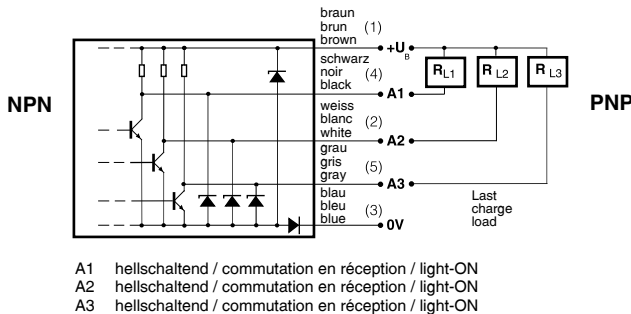 braun
brun (1)
brown
+U B
schwarz
noir (4)
black
A1
weiss
blanc (2)
white
A2
grau
gris (5)
gray
A3
blau
bleu (3)
blue
0V
R L1
R L2
R L3
NPN
PNP
Last
charge
load
A1 hellschaltend / commutation en réception / light-ON
A2 hellschaltend / commutation en réception / light-ON
A3 hellschaltend / commutation en réception / light-ON